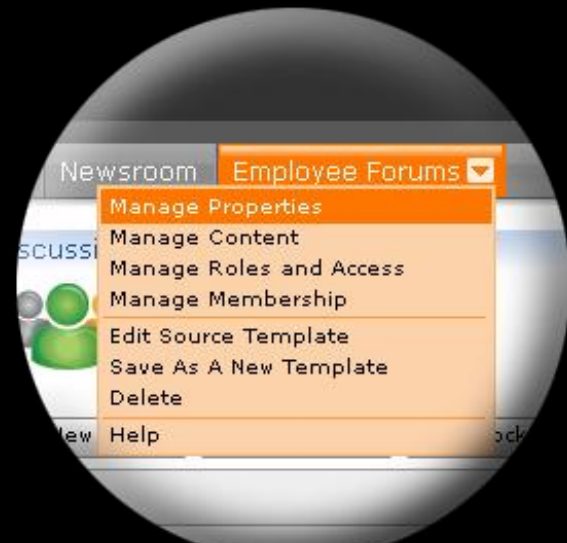 Newsroom Employee Forums
Manage Properties
Manage Content
Manage Roles and Access
Manage Membership
Edit Source Template
Save As A New Template
Delete
Help